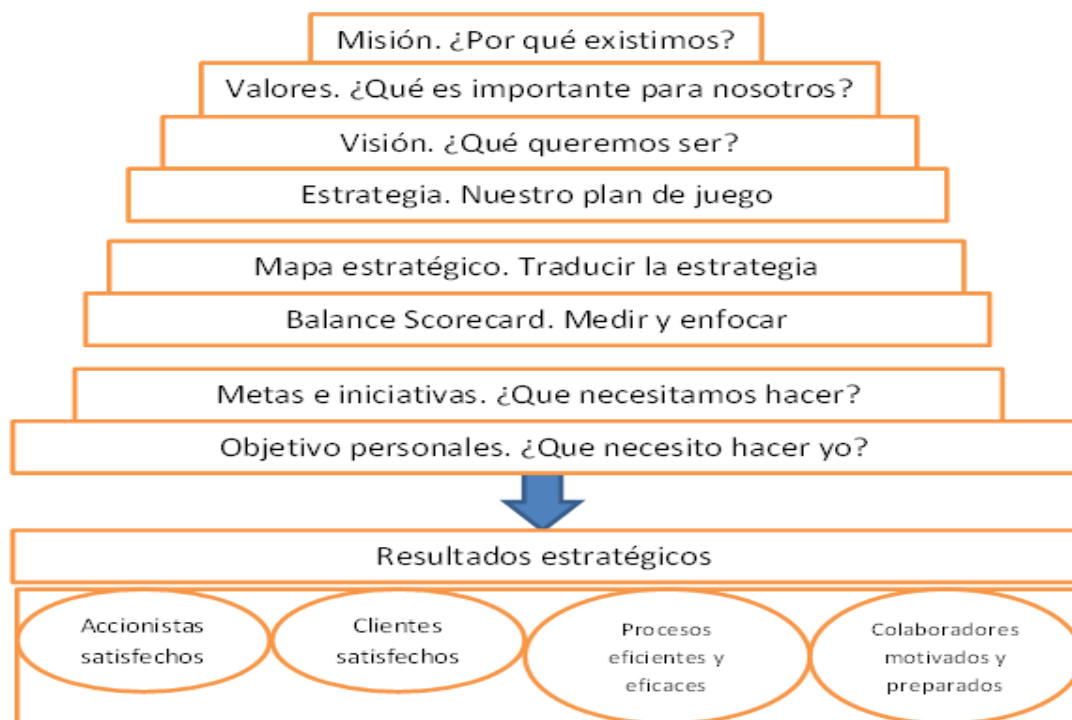 Misión. ¿Por qué existimos?
Valores. ¿Qué es importante para nosotros?
Visión. ¿Qué queremos ser?
Estrategia. Nuestro plan de juego
Mapa estratégico. Traducir la estrategia
Balance Scorecard. Medir y enfocar
Metas e iniciativas. ¿Que necesitamos hacer?
Objetivo personales. ¿Que necesito hacer yo?
Resultados estratégicos
Accionistas
satisfechos
Clientes
satisfechos
Procesos
eficientes y
eficaces
Colaboradores
motivados y
preparados